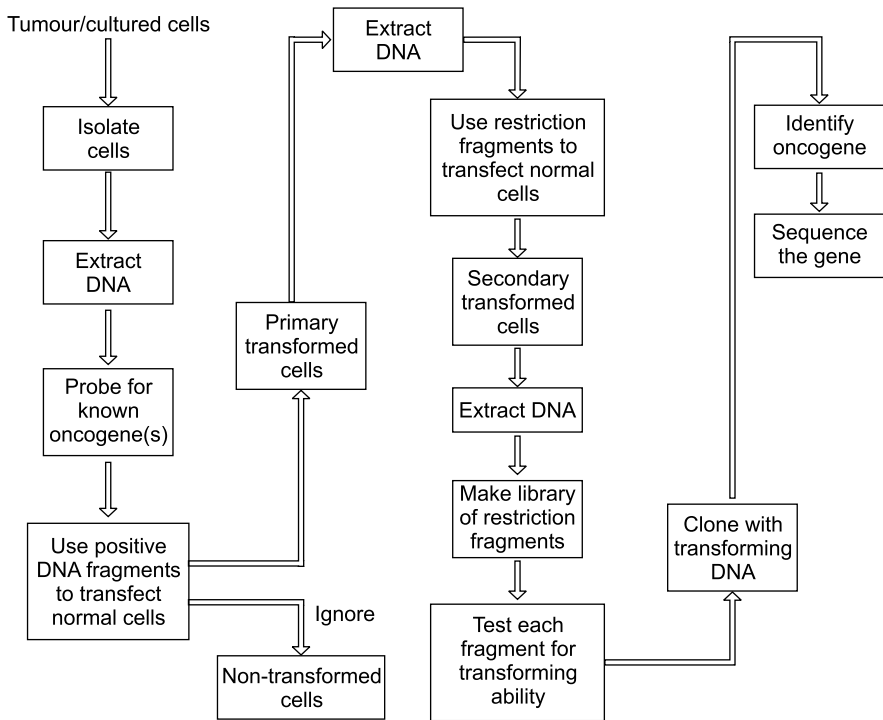 Tumour/cultured cells
Isolate
cells
Extract
DNA
Probe for
known
oncogene(s)
Use positive
DNA fragments
to transfect
normal cells
Ignore
Non-transformed
cells
Primary
transformed
cells
Extract
DNA
Use restriction
fragments to
transfect normal
cells
Secondary
transformed
cells
Extract DNA
Make library
of restriction
fragments
Test each
fragment for
transforming
ability
Clone with
transforming
DNA
Identify
oncogene
Sequence
the gene